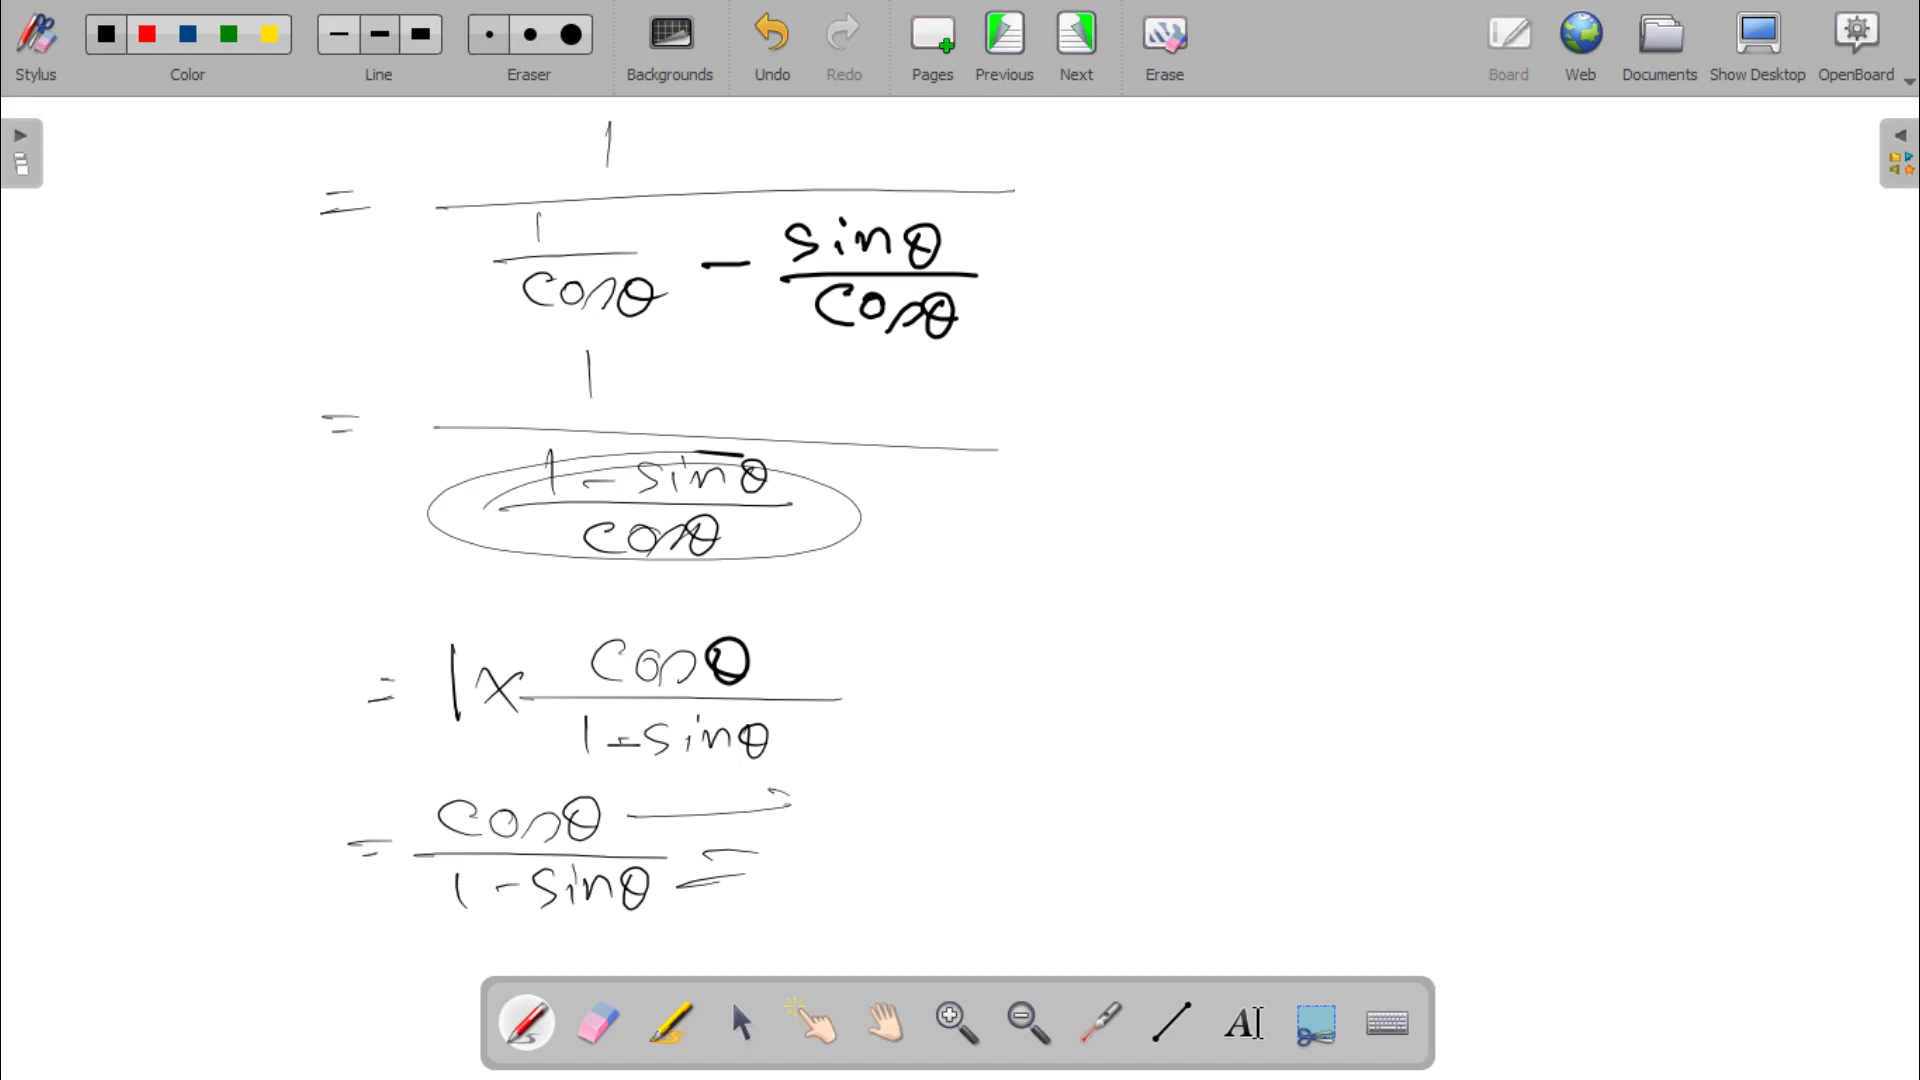 Stylus Color Line Eraser Backgrounds Undo Redo Pages Previous Next Erase Board Web Documents Show Desktop OpenBoard
1
= 1 - sinθ
cosθ cosθ
1
=
1 - sinθ
cosθ
= 1 x cosθ
1 - sinθ
= cosθ
1 - sinθ =
AI